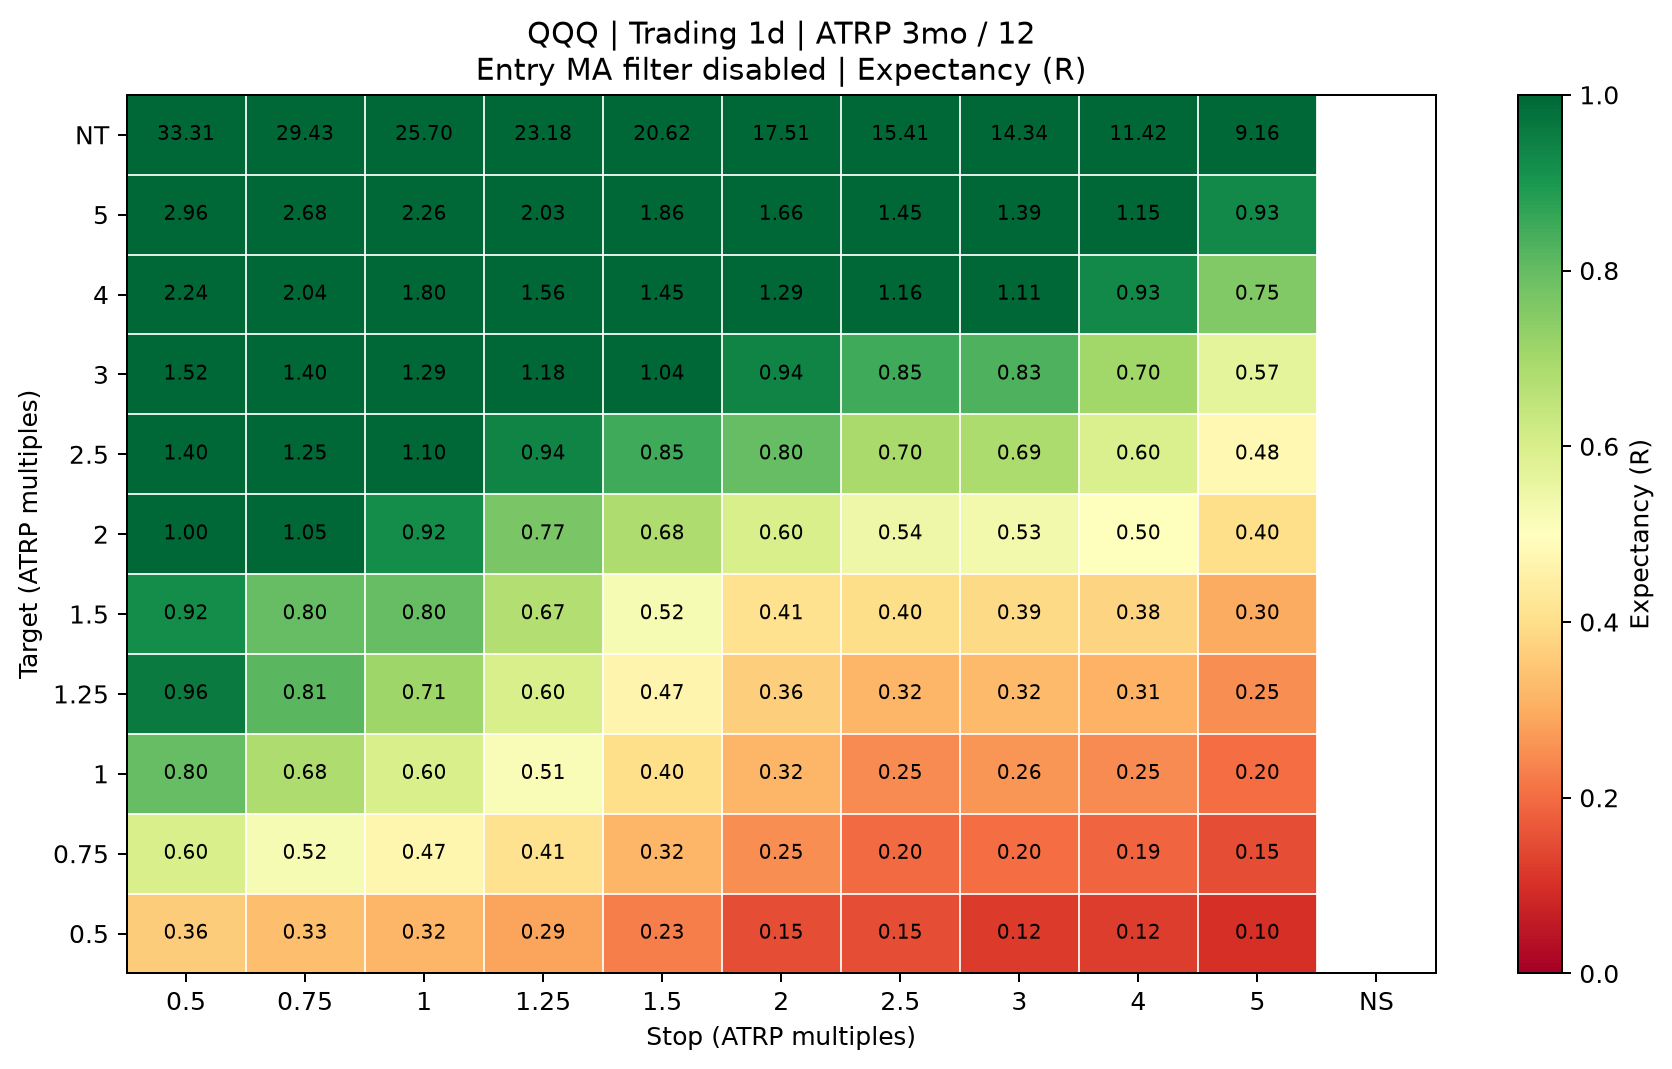 QQQ | Trading 1d | ATRP 3mo / 12
Entry MA filter disabled | Expectancy (R)
NT 33.31 29.43 25.70 23.18 20.62 17.51 15.41 14.34 11.42 9.16
5 2.96 2.68 2.26 2.03 1.86 1.66 1.45 1.39 1.15 0.93
4 2.24 2.04 1.80 1.56 1.45 1.29 1.16 1.11 0.93 0.75
3 1.52 1.40 1.29 1.18 1.04 0.94 0.85 0.83 0.70 0.57
2.5 1.40 1.25 1.10 0.94 0.85 0.80 0.70 0.69 0.60 0.48
2 1.00 1.05 0.92 0.77 0.68 0.60 0.54 0.53 0.50 0.40
1.5 0.92 0.80 0.80 0.67 0.52 0.41 0.40 0.39 0.38 0.30
1.25 0.96 0.81 0.71 0.60 0.47 0.36 0.32 0.32 0.31 0.25
1 0.80 0.68 0.60 0.51 0.40 0.32 0.25 0.26 0.25 0.20
0.75 0.60 0.52 0.47 0.41 0.32 0.25 0.20 0.20 0.19 0.15
0.5 0.36 0.33 0.32 0.29 0.23 0.15 0.15 0.12 0.12 0.10
0.5 0.75 1 1.25 1.5 2 2.5 3 4 5 NS
Stop (ATRP multiples)
Target (ATRP multiples)
1.0
0.8
0.6
0.4
0.2
0.0
Expectancy (R)